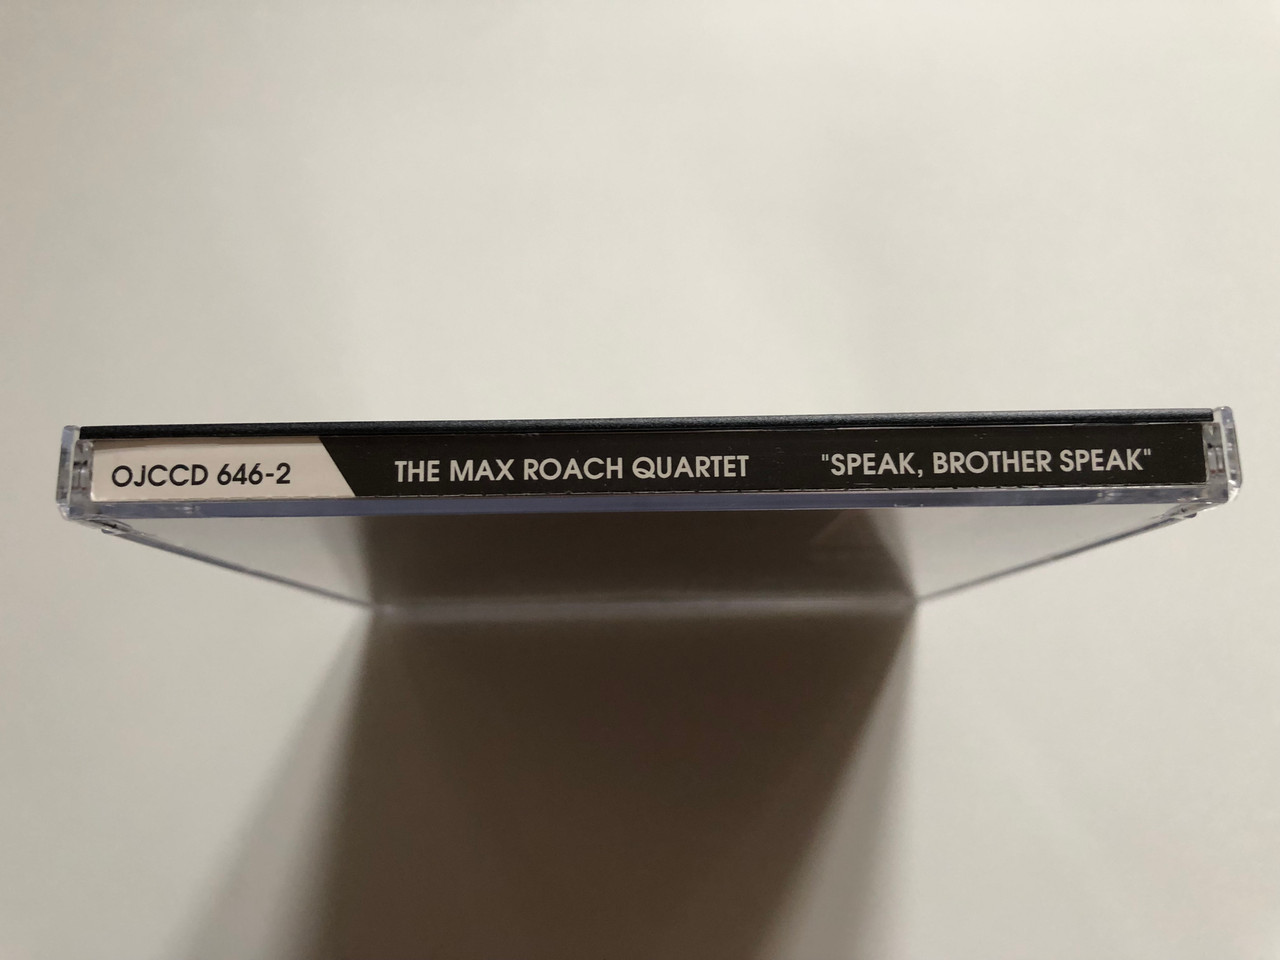 OJCCD 646-2 THE MAX ROACH QUARTET "SPEAK, BROTHER SPEAK"